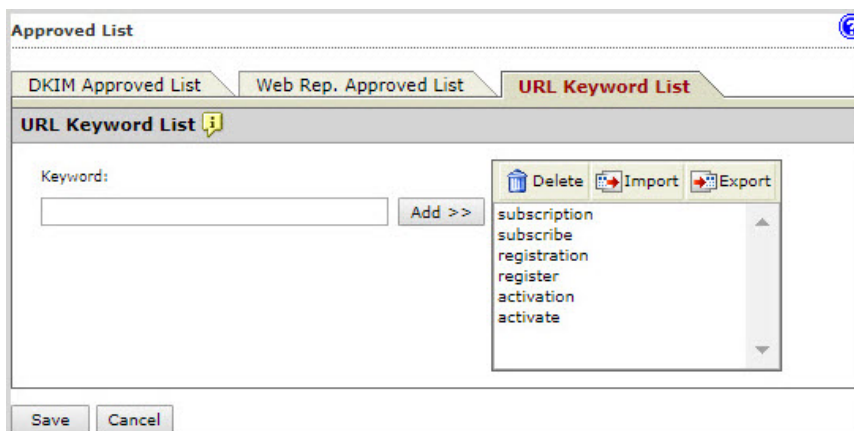 Approved List
DKIM Approved List Web Rep. Approved List URL Keyword List
URL Keyword List
Keyword:
Delete Import Export
Add >>
subscription
subscribe
registration
register
activation
activate
Save Cancel